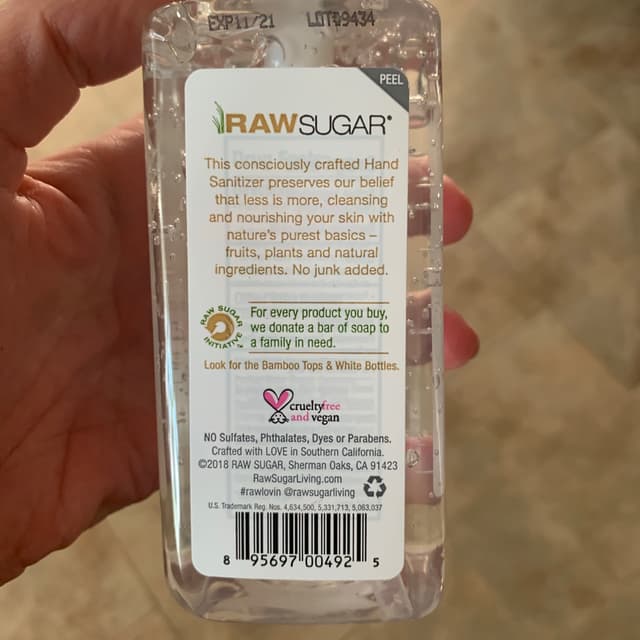 EXP11/21 LOT09434
PEEL
RAWSUGAR®
This consciously crafted Hand
Sanitizer preserves our belief
that less is more, cleansing
and nourishing your skin with
nature's purest basics –
fruits, plants and natural
ingredients. No junk added.
RAW SUGAR
INITIATIVE
For every product you buy,
we donate a bar of soap to
a family in need.
Look for the Bamboo Tops & White Bottles.
crueltyfree
and vegan
NO Sulfates, Phthalates, Dyes or Parabens.
Crafted with LOVE in Southern California.
©2018 RAW SUGAR, Sherman Oaks, CA 91423
RawSugarLiving.com
#rawlovin @rawsugarliving
U.S. Trademark Reg. Nos. 4,634,500, 5,331,713, 5,063,037
8 95697 00492 5